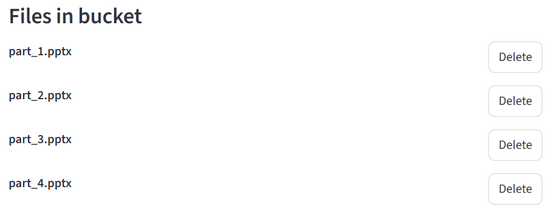 Files in bucket
part_1.pptx
Delete
part_2.pptx
Delete
part_3.pptx
Delete
part_4.pptx
Delete